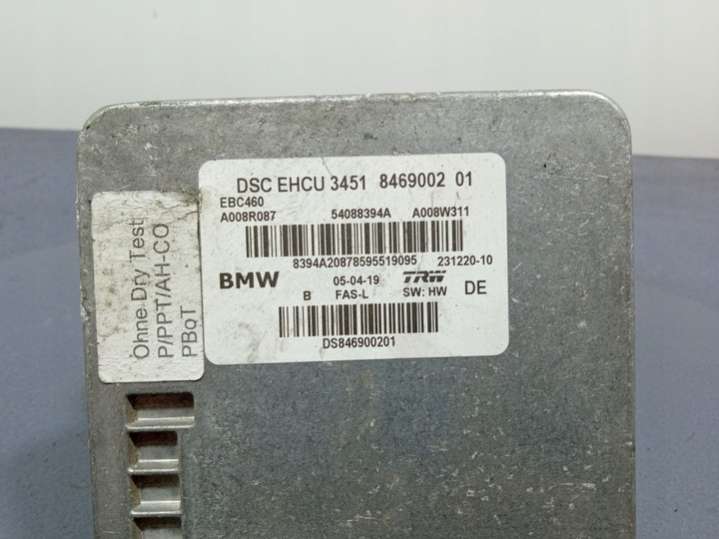 DSC EHCU 3451 8469002 01
EBC460
A008R087 54088394A A008W311
8394A20878595519095 231220-10
BMW 05-04-19 TRW
B FAS-L SW: HW DE
DS846900201
Ohne Dry Test
P/PPT/AH-CO
PBqT